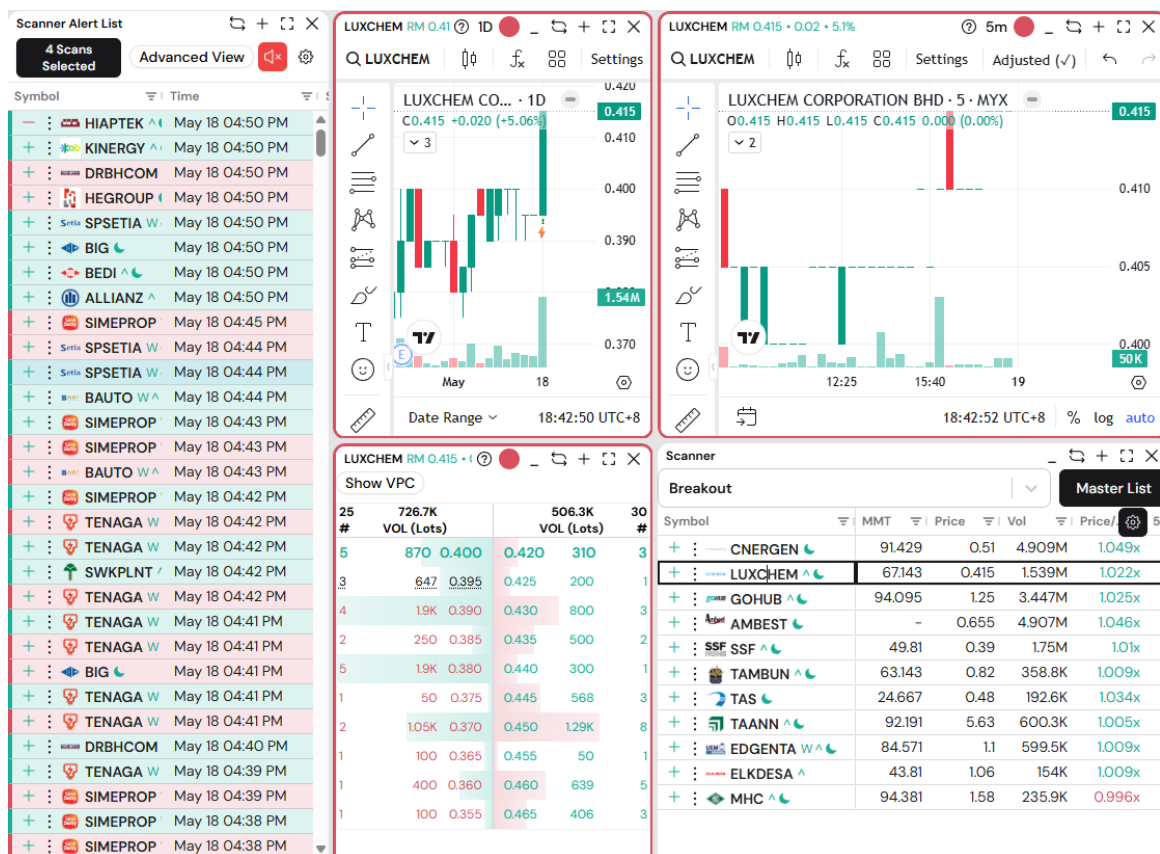 Scanner Alert List
4 Scans Selected
Advanced View
Symbol Time
HIAPTEK ^ May 18 04:50 PM
KINERGY ^ May 18 04:50 PM
DRBHCOM May 18 04:50 PM
HEGROUP May 18 04:50 PM
Setia SPSETIA W May 18 04:50 PM
BIG May 18 04:50 PM
BEDI ^ May 18 04:50 PM
ALLIANZ ^ May 18 04:50 PM
SIMEPROP May 18 04:45 PM
Setia SPSETIA W May 18 04:44 PM
Setia SPSETIA W May 18 04:44 PM
BAUTO W ^ May 18 04:44 PM
SIMEPROP May 18 04:43 PM
SIMEPROP May 18 04:43 PM
BAUTO W ^ May 18 04:43 PM
SIMEPROP May 18 04:42 PM
TENAGA W May 18 04:42 PM
TENAGA W May 18 04:42 PM
SWKPLNT May 18 04:42 PM
TENAGA W May 18 04:42 PM
TENAGA W May 18 04:41 PM
TENAGA W May 18 04:41 PM
BIG May 18 04:41 PM
TENAGA W May 18 04:41 PM
TENAGA W May 18 04:41 PM
DRBHCOM May 18 04:40 PM
TENAGA W May 18 04:39 PM
SIMEPROP May 18 04:39 PM
SIMEPROP May 18 04:38 PM
SIMEPROP May 18 04:38 PM
LUXCHEM RM 0.41 1D
LUXCHEM Settings
LUXCHEM CO... · 1D
C0.415 +0.020 (+5.06%)
3
0.420
0.415
0.410
0.400
0.390
1.54M
0.370
E
May 18
Date Range 18:42:50 UTC+8
LUXCHEM RM 0.415 • 0.02 • 5.1% 5m
LUXCHEM Settings Adjusted (✓)
LUXCHEM CORPORATION BHD · 5 · MYX
O0.415 H0.415 L0.415 C0.415 0.000 (0.00%)
2
0.415
0.410
0.405
0.400
50K
12:25 15:40 19
18:42:52 UTC+8 % log auto
LUXCHEM RM 0.415 •
Show VPC
25 726.7K 506.3K 30
# VOL (Lots) VOL (Lots) #
5 870 0.400 0.420 310 3
3 647 0.395 0.425 200 1
4 1.9K 0.390 0.430 800 3
2 250 0.385 0.435 500 2
5 1.9K 0.380 0.440 300 1
1 50 0.375 0.445 568 3
2 1.05K 0.370 0.450 1.29K 8
1 100 0.365 0.455 50 1
1 400 0.360 0.460 639 5
1 100 0.355 0.465 406 3
Scanner
Breakout Master List
Symbol MMT Price Vol Price/. 5
CNERGEN 91.429 0.51 4.909M 1.049x
LUXCHEM ^ 67.143 0.415 1.539M 1.022x
GOHUB ^ 94.095 1.25 3.447M 1.025x
AMBEST - 0.655 4.907M 1.046x
SSF SSF ^ 49.81 0.39 1.75M 1.01x
TAMBUN ^ 63.143 0.82 358.8K 1.009x
TAS 24.667 0.48 192.6K 1.034x
TAANN ^ 92.191 5.63 600.3K 1.005x
EDGENTA W ^ 84.571 1.1 599.5K 1.009x
ELKDESA ^ 43.81 1.06 154K 1.009x
MHC ^ 94.381 1.58 235.9K 0.996x